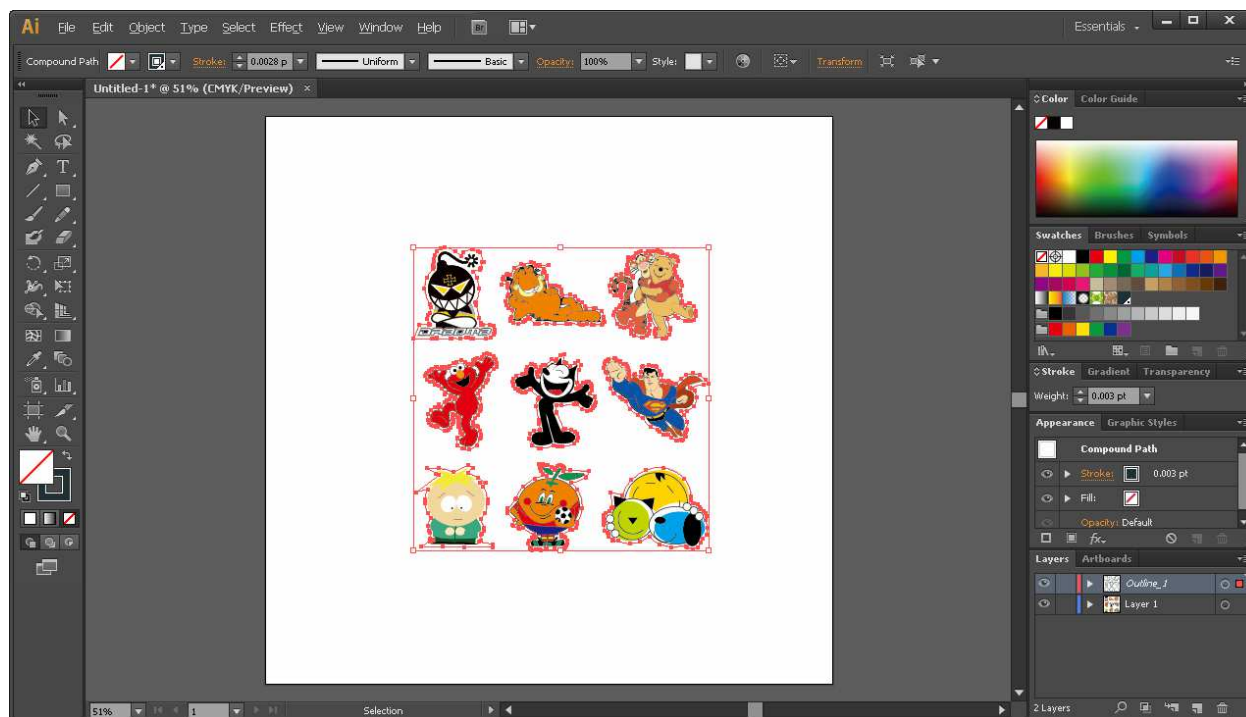 Ai File Edit Object Type Select Effect View Window Help Br Essentials
Compound Path Stroke: 0.0028 p Uniform Basic Opacity: 100% Style: Transform
Untitled-1* @ 51% (CMYK/Preview) ×
Color Color Guide
Swatches Brushes Symbols
Stroke Gradient Transparency
Weight: 0.003 pt
Appearance Graphic Styles
Compound Path
Stroke: 0.003 pt
Fill:
Opacity: Default
fx
Layers Artboards
Outline_1
Layer 1
51% 1 Selection
2 Layers